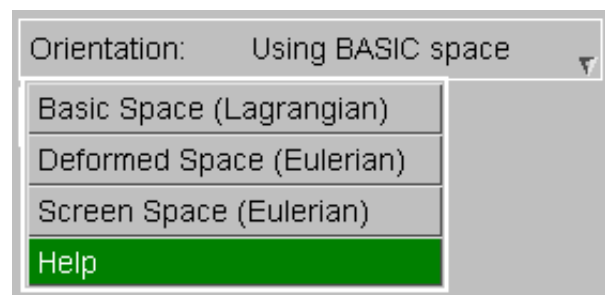 Orientation: Using BASIC space
Basic Space (Lagrangian)
Deformed Space (Eulerian)
Screen Space (Eulerian)
Help